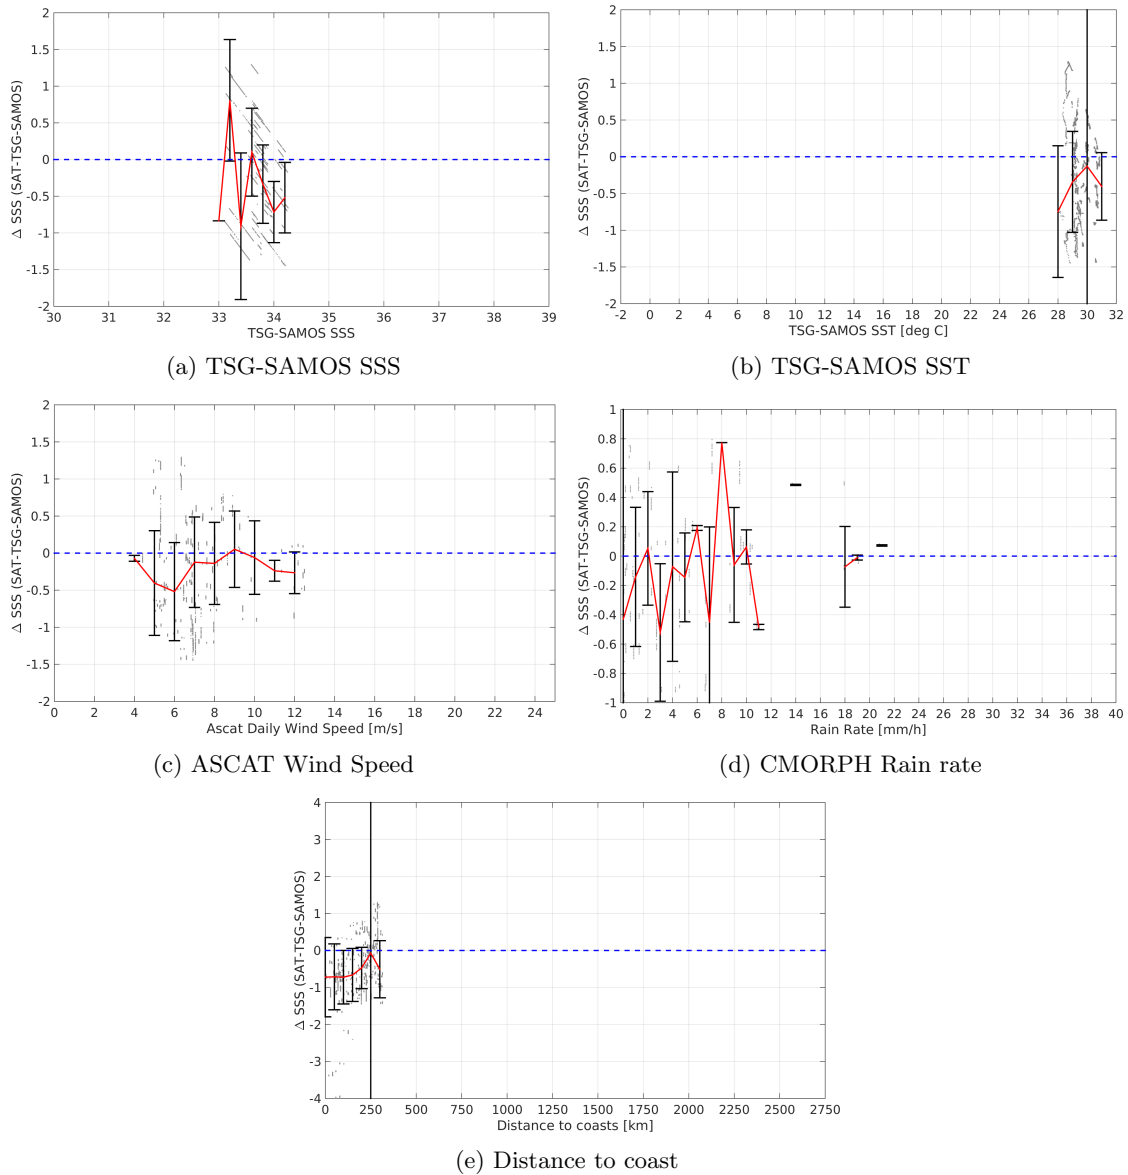 2
1.5
1
0.5
0
-0.5
-1
-1.5
-2
Δ SSS (SAT-TSG-SAMOS)
30 31 32 33 34 35 36 37 38 39
TSG-SAMOS SSS
(a) TSG-SAMOS SSS
2
1.5
1
0.5
0
-0.5
-1
-1.5
-2
Δ SSS (SAT-TSG-SAMOS)
-2 0 2 4 6 8 10 12 14 16 18 20 22 24 26 28 30 32
TSG-SAMOS SST [deg C]
(b) TSG-SAMOS SST
2
1.5
1
0.5
0
-0.5
-1
-1.5
-2
Δ SSS (SAT-TSG-SAMOS)
0 2 4 6 8 10 12 14 16 18 20 22 24
Ascat Daily Wind Speed [m/s]
(c) ASCAT Wind Speed
1
0.8
0.6
0.4
0.2
0
-0.2
-0.4
-0.6
-0.8
-1
Δ SSS (SAT-TSG-SAMOS)
0 2 4 6 8 10 12 14 16 18 20 22 24 26 28 30 32 34 36 38 40
Rain Rate [mm/h]
(d) CMORPH Rain rate
4
3
2
1
0
-1
-2
-3
-4
Δ SSS (SAT-TSG-SAMOS)
0 250 500 750 1000 1250 1500 1750 2000 2250 2500 2750
Distance to coasts [km]
(e) Distance to coast